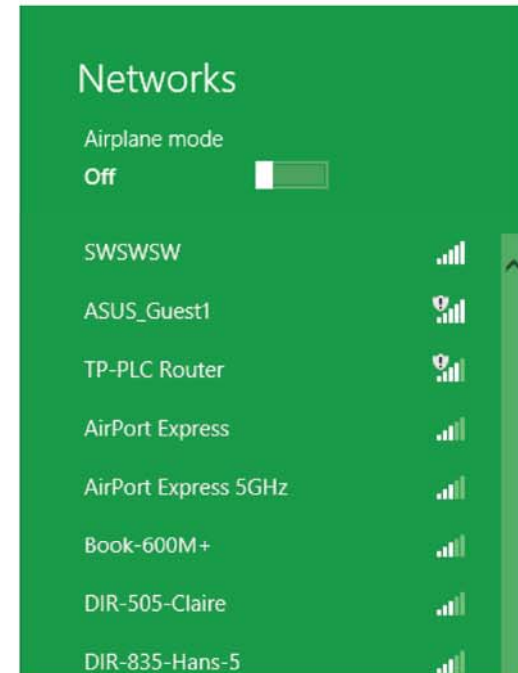 Networks
Airplane mode
Off
SWSWSW
ASUS_Guest1
TP-PLC Router
AirPort Express
AirPort Express 5GHz
Book-600M+
DIR-505-Claire
DIR-835-Hans-5